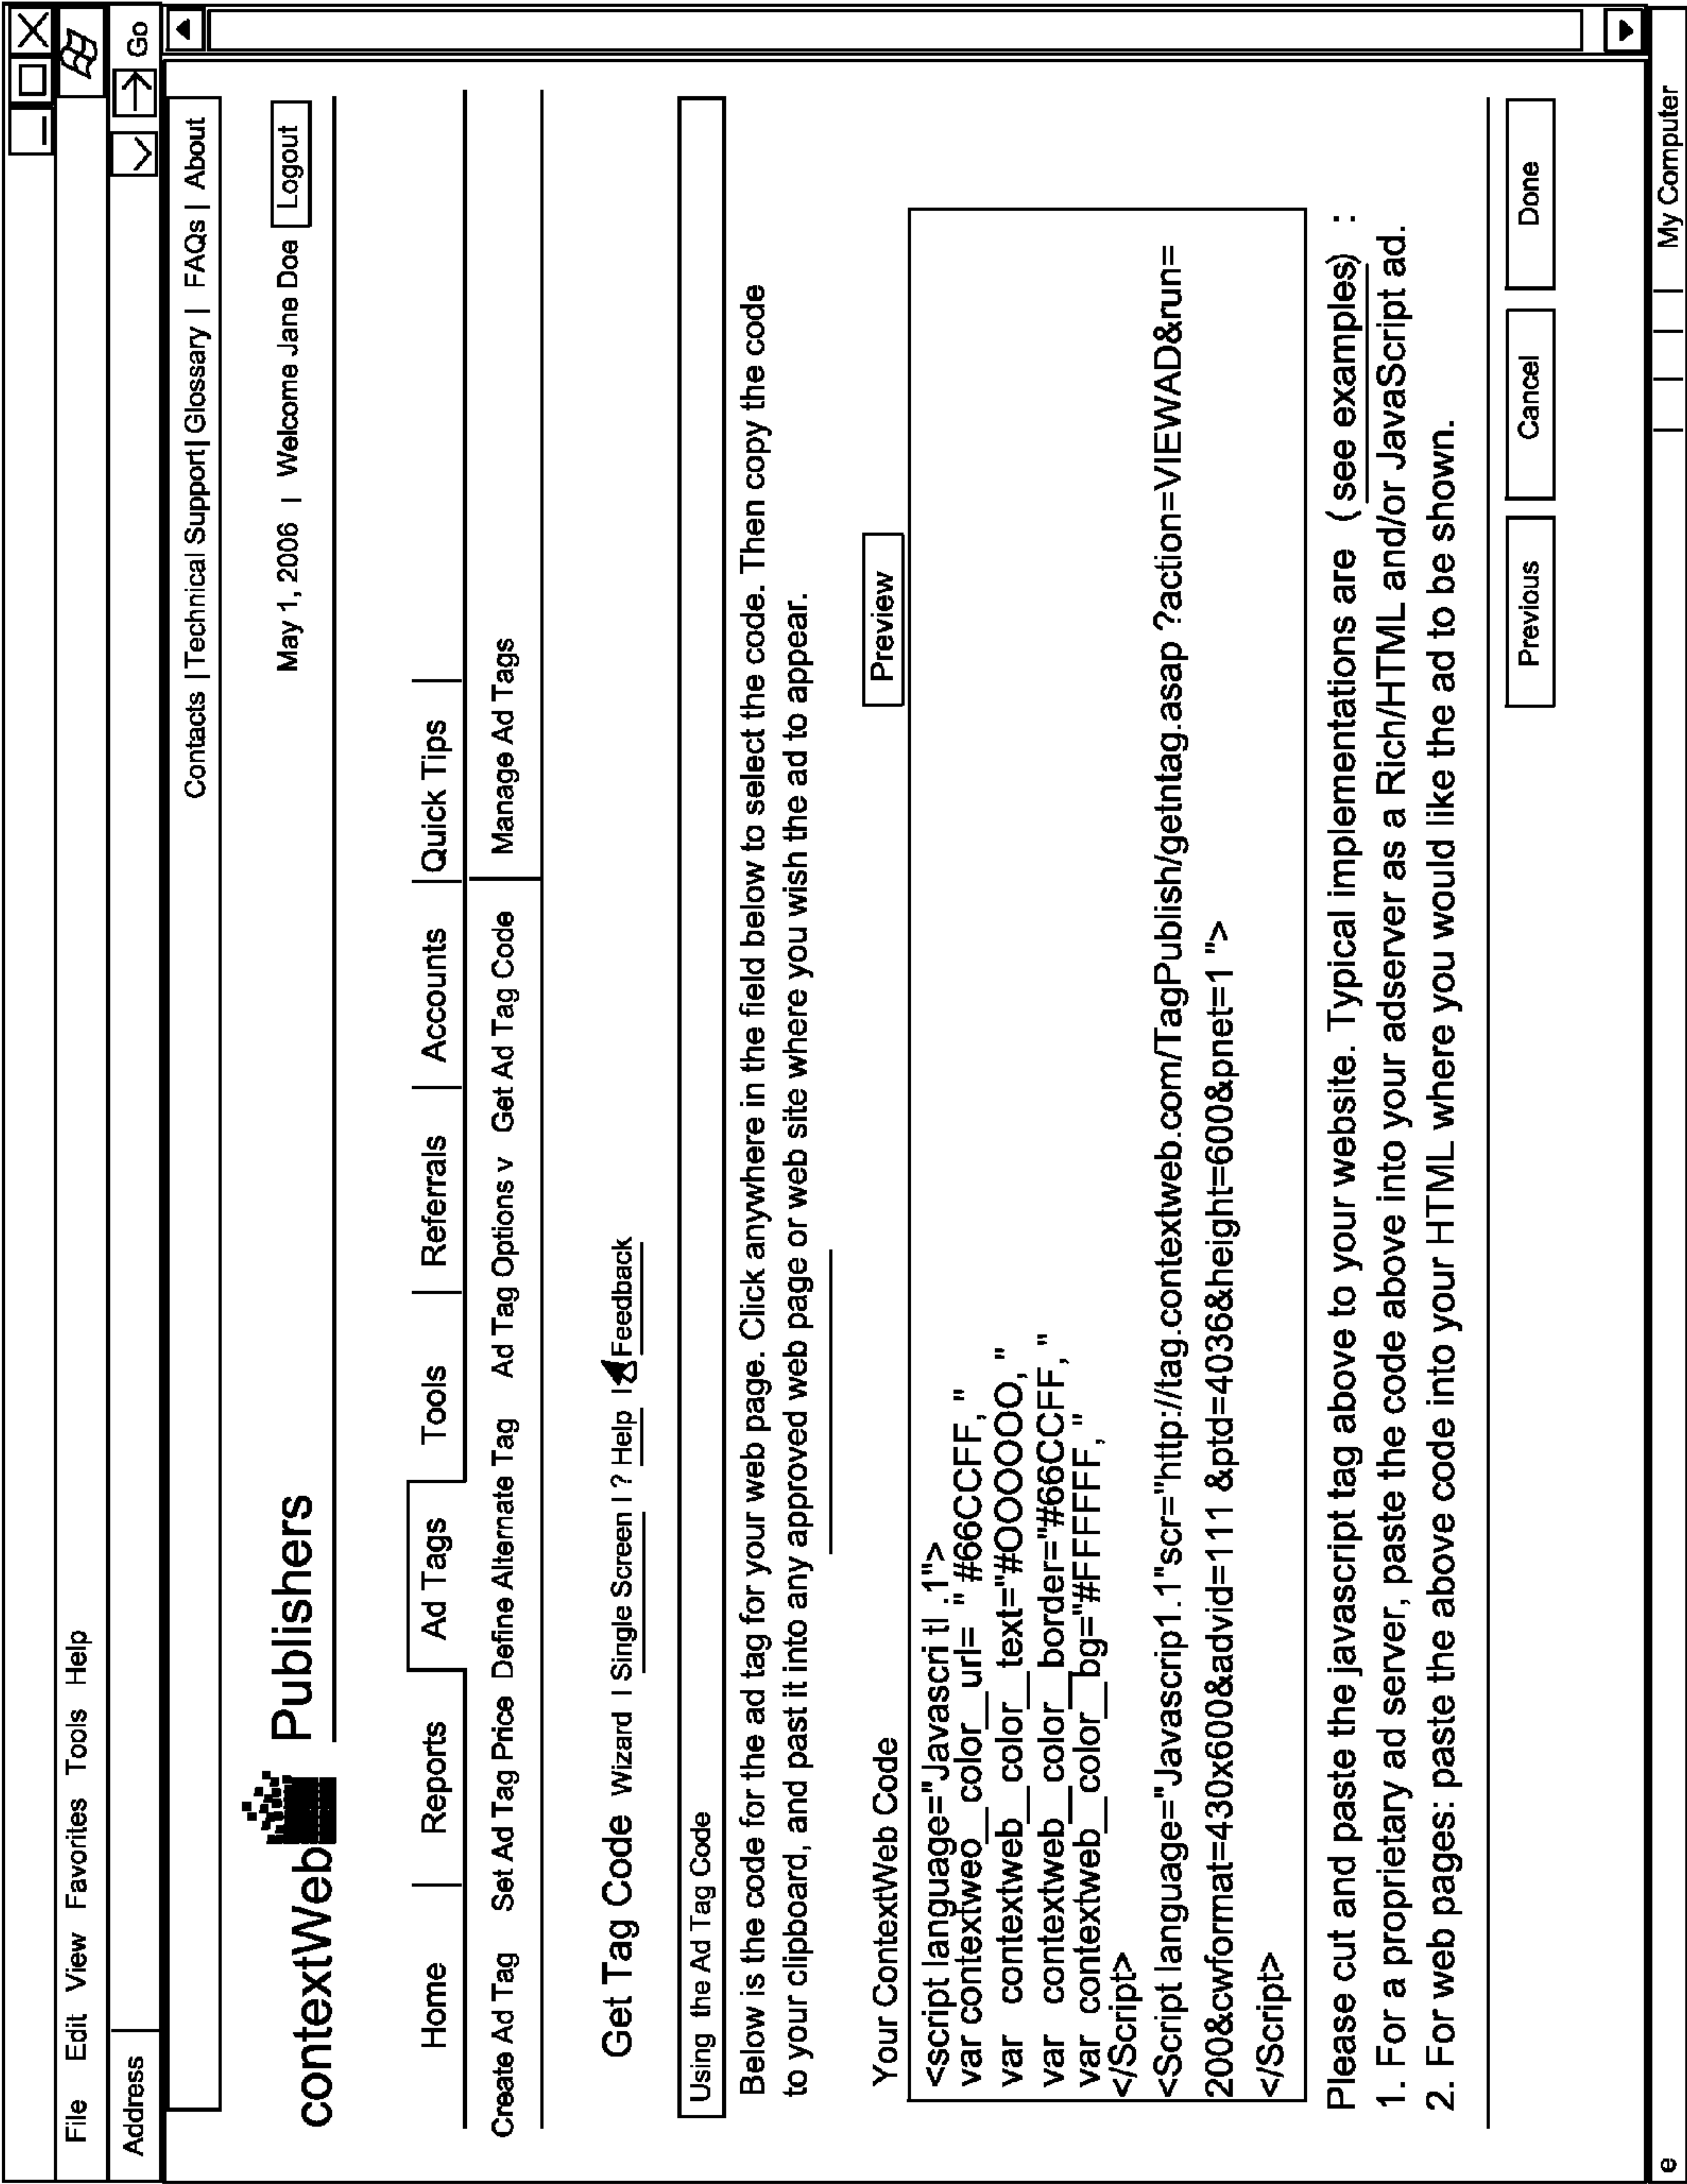 File Edit View Favorites Tools Help
Address Go
Contacts | Technical Support | Glossary | FAQs | About
contextWeb Publishers May 1, 2006 | Welcome Jane Doe Logout
Home Reports Ad Tags Tools Referrals Accounts Quick Tips
Create Ad Tag Set Ad Tag Price Define Alternate Tag Ad Tag Options v Get Ad Tag Code Manage Ad Tags
Get Tag Code Wizard | Single Screen | ? Help | Feedback
Using the Ad Tag Code
Below is the code for the ad tag for your web page. Click anywhere in the field below to select the code. Then copy the code
to your clipboard, and past it into any approved web page or web site where you wish the ad to appear.
Your ContextWeb Code Preview
<script language="Javascri tl .1">
var contextweo_color_url= " #66CCFF, "
var contextweb_color_text="#OOOOOO, "
var contextweb_color_border="#66CCFF, "
var contextweb_color_bg="#FFFFFF, "
</Script>
<Script language="Javascrip1.1"scr="http://tag.contextweb.com/TagPublish/getntag.asap ?action=VIEWAD&run=
200&cwformat=430x600&advid=111 &ptd=4036&height=600&pnet=1 ">
</Script>
Please cut and paste the javascript tag above to your website. Typical implementations are ( see examples) :
1. For a proprietary ad server, paste the code above into your adserver as a Rich/HTML and/or JavaScript ad.
2. For web pages: paste the above code into your HTML where you would like the ad to be shown.
Previous Cancel Done
e My Computer